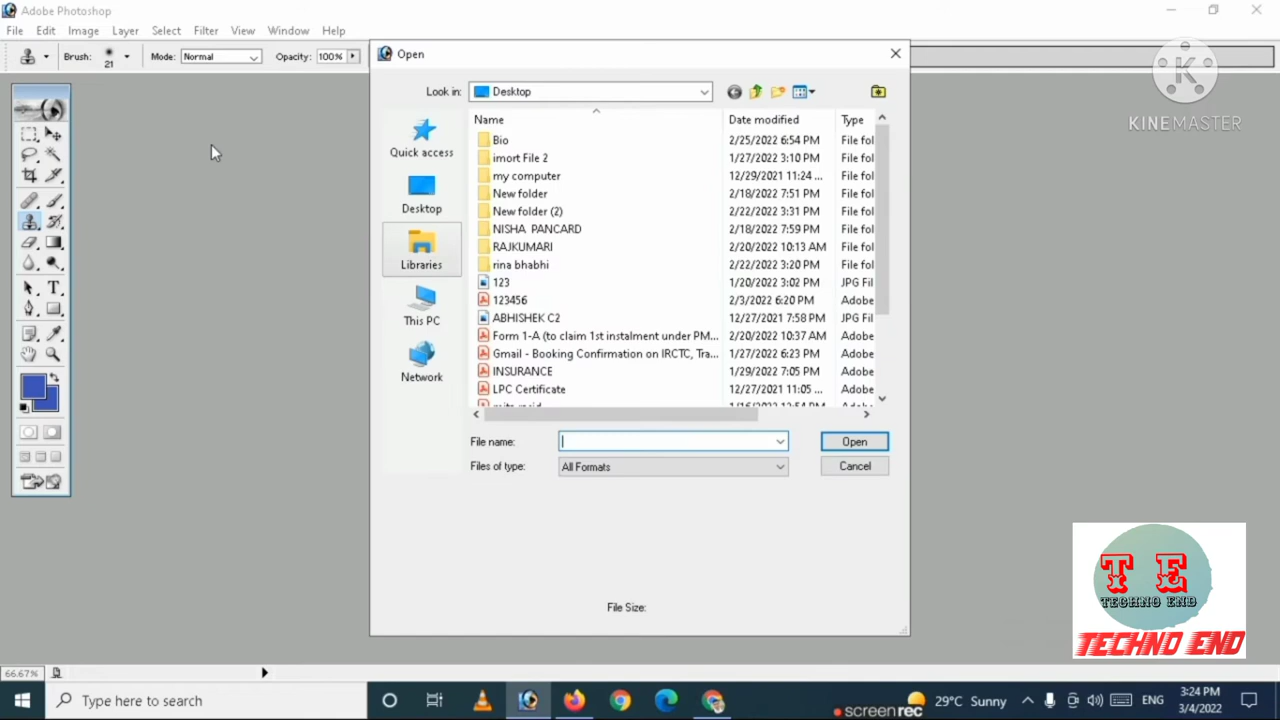 Adobe Photoshop
File Edit Image Layer Select Filter View Window Help
Brush: 21 Mode: Normal Opacity: 100%
Open
Look in: Desktop
KINEMASTER
Name Date modified Type
Quick access
Desktop
Libraries
This PC
Network
Bio 2/25/2022 6:54 PM File fol
imort File 2 1/27/2022 3:10 PM File fol
my computer 12/29/2021 11:24 ... File fol
New folder 2/18/2022 7:51 PM File fol
New folder (2) 2/22/2022 3:31 PM File fol
NISHA PANCARD 2/18/2022 7:59 PM File fol
RAJKUMARI 2/20/2022 10:13 AM File fol
rina bhabhi 2/22/2022 3:20 PM File fol
123 1/20/2022 3:02 PM JPG Fil
123456 2/3/2022 6:20 PM Adobe
ABHISHEK C2 12/27/2021 7:58 PM JPG Fil
Form 1-A (to claim 1st instalment under PM... 2/20/2022 10:37 AM Adobe
Gmail - Booking Confirmation on IRCTC, Tra... 1/27/2022 6:23 PM Adobe
INSURANCE 1/29/2022 7:05 PM Adobe
LPC Certificate 12/27/2021 11:05 ... Adobe
File name: Open
Files of type: All Formats Cancel
File Size:
T E
TECHNO END
TECHNO END
66.67%
Type here to search
screen rec
29°C Sunny
ENG
3:24 PM
3/4/2022